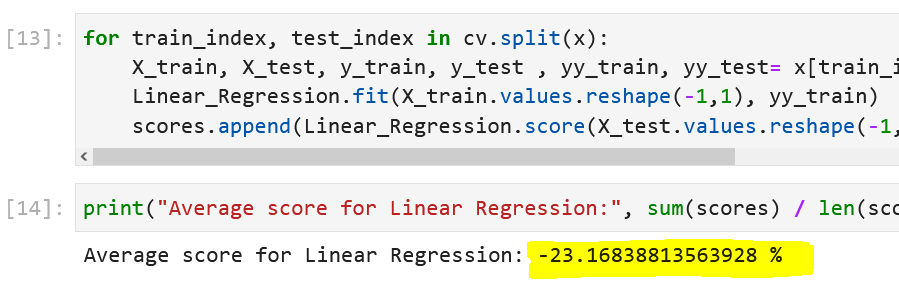 [13]: for train_index, test_index in cv.split(x):
X_train, X_test, y_train, y_test , yy_train, yy_test= x[train_i
Linear_Regression.fit(X_train.values.reshape(-1,1), yy_train)
scores.append(Linear_Regression.score(X_test.values.reshape(-1,
[14]: print("Average score for Linear Regression:", sum(scores) / len(sco
Average score for Linear Regression: -23.16838813563928 %